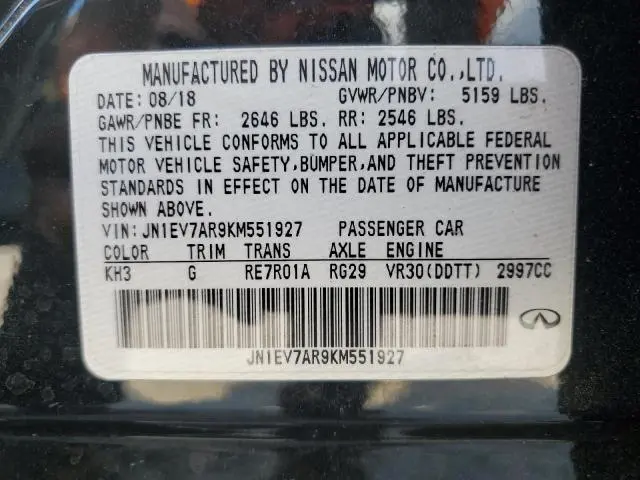 MANUFACTURED BY NISSAN MOTOR CO.,LTD.
DATE: 08/18 GVWR/PNBV: 5159 LBS.
GAWR/PNBE FR: 2646 LBS. RR: 2546 LBS.
THIS VEHICLE CONFORMS TO ALL APPLICABLE FEDERAL
MOTOR VEHICLE SAFETY,BUMPER,AND THEFT PREVENTION
STANDARDS IN EFFECT ON THE DATE OF MANUFACTURE
SHOWN ABOVE.
VIN:JN1EV7AR9KM551927 PASSENGER CAR
COLOR TRIM TRANS AXLE ENGINE
KH3 G RE7R01A RG29 VR30(DDTT) 2997CC
JN1EV7AR9KM551927